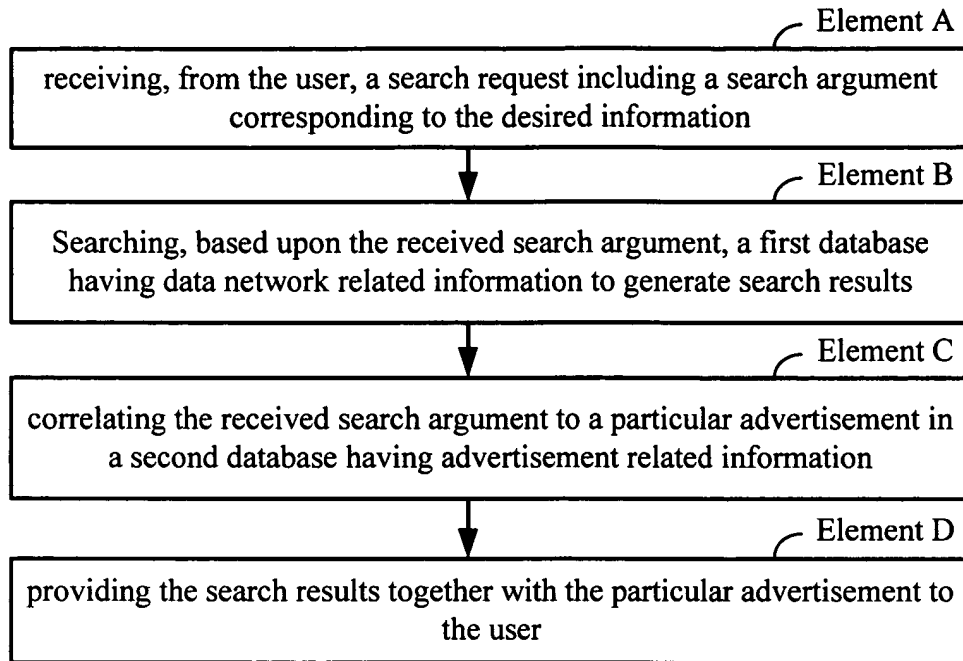 Element A
receiving, from the user, a search request including a search argument
corresponding to the desired information
Element B
Searching, based upon the received search argument, a first database
having data network related information to generate search results
Element C
correlating the received search argument to a particular advertisement in
a second database having advertisement related information
Element D
providing the search results together with the particular advertisement to
the user